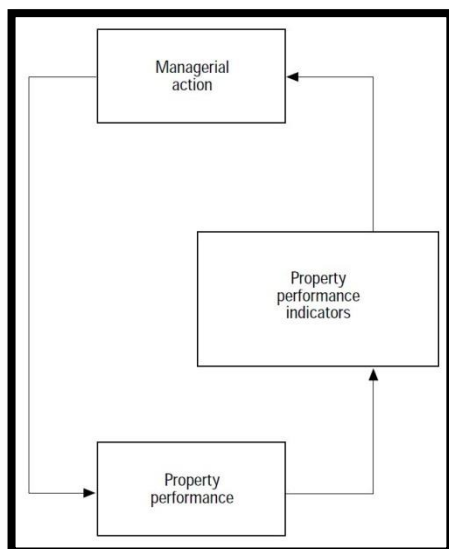 Managerial
action
Property
performance
indicators
Property
performance